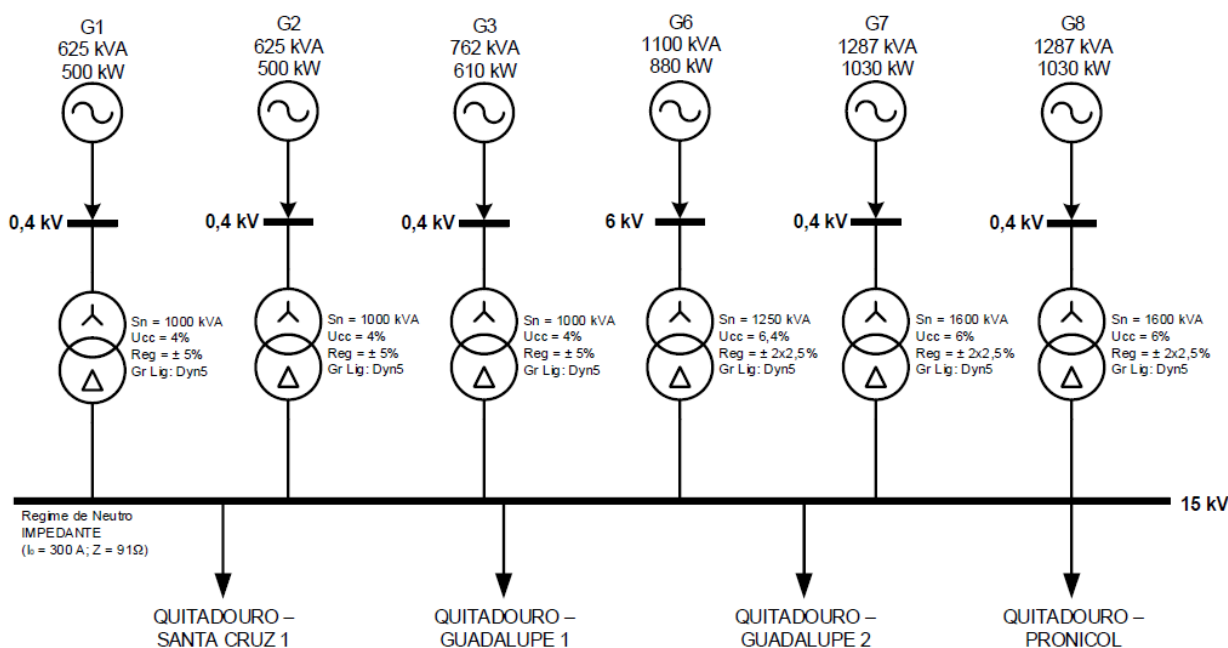 G1
625 kVA
500 kW
G2
625 kVA
500 kW
G3
762 kVA
610 kW
G6
1100 kVA
880 kW
G7
1287 kVA
1030 kW
G8
1287 kVA
1030 kW
0,4 kV
0,4 kV
0,4 kV
6 kV
0,4 kV
0,4 kV
Sn = 1000 kVA
Ucc = 4%
Reg = ± 5%
Gr Lig: Dyn5
Sn = 1000 kVA
Ucc = 4%
Reg = ± 5%
Gr Lig: Dyn5
Sn = 1000 kVA
Ucc = 4%
Reg = ± 5%
Gr Lig: Dyn5
Sn = 1250 kVA
Ucc = 6,4%
Reg = ± 2x2,5%
Gr Lig: Dyn5
Sn = 1600 kVA
Ucc = 6%
Reg = ± 2x2,5%
Gr Lig: Dyn5
Sn = 1600 kVA
Ucc = 6%
Reg = ± 2x2,5%
Gr Lig: Dyn5
15 kV
Regime de Neutro
IMPEDANTE
(I₀ = 300 A; Z = 91Ω)
QUITADOURO –
SANTA CRUZ 1
QUITADOURO –
GUADALUPE 1
QUITADOURO –
GUADALUPE 2
QUITADOURO –
PRONICOL